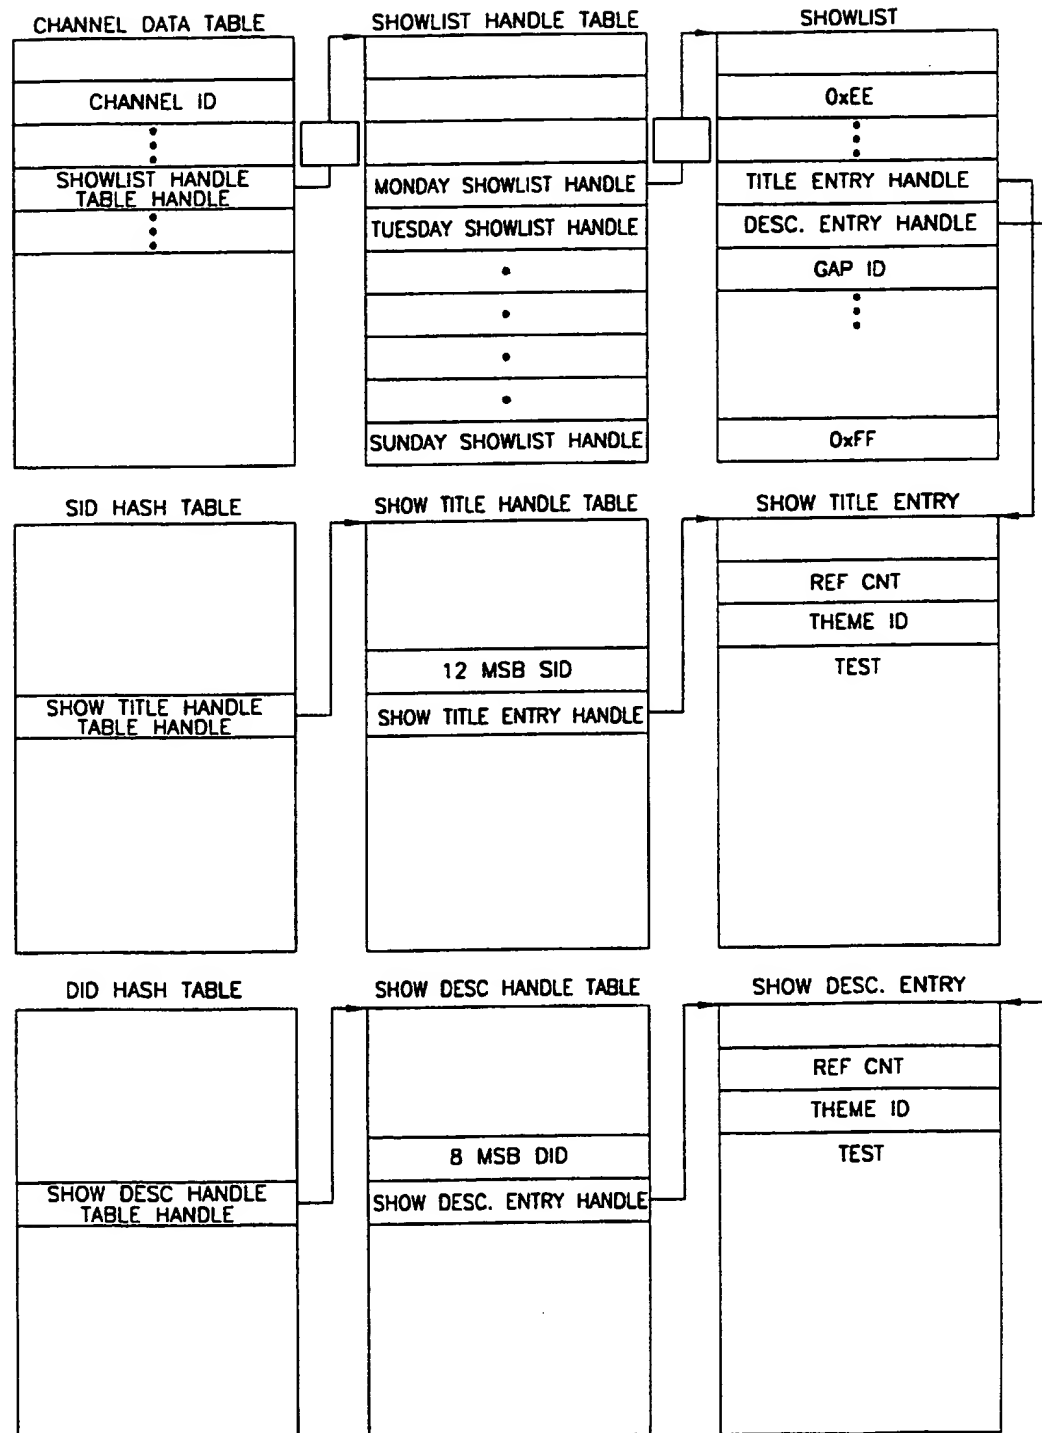 CHANNEL DATA TABLE
CHANNEL ID
SHOWLIST HANDLE
TABLE HANDLE
SHOWLIST HANDLE TABLE
MONDAY SHOWLIST HANDLE
TUESDAY SHOWLIST HANDLE
SUNDAY SHOWLIST HANDLE
SHOWLIST
0xEE
TITLE ENTRY HANDLE
DESC. ENTRY HANDLE
GAP ID
0xFF
SID HASH TABLE
SHOW TITLE HANDLE
TABLE HANDLE
SHOW TITLE HANDLE TABLE
12 MSB SID
SHOW TITLE ENTRY HANDLE
SHOW TITLE ENTRY
REF CNT
THEME ID
TEST
DID HASH TABLE
SHOW DESC HANDLE
TABLE HANDLE
SHOW DESC HANDLE TABLE
8 MSB DID
SHOW DESC. ENTRY HANDLE
SHOW DESC. ENTRY
REF CNT
THEME ID
TEST